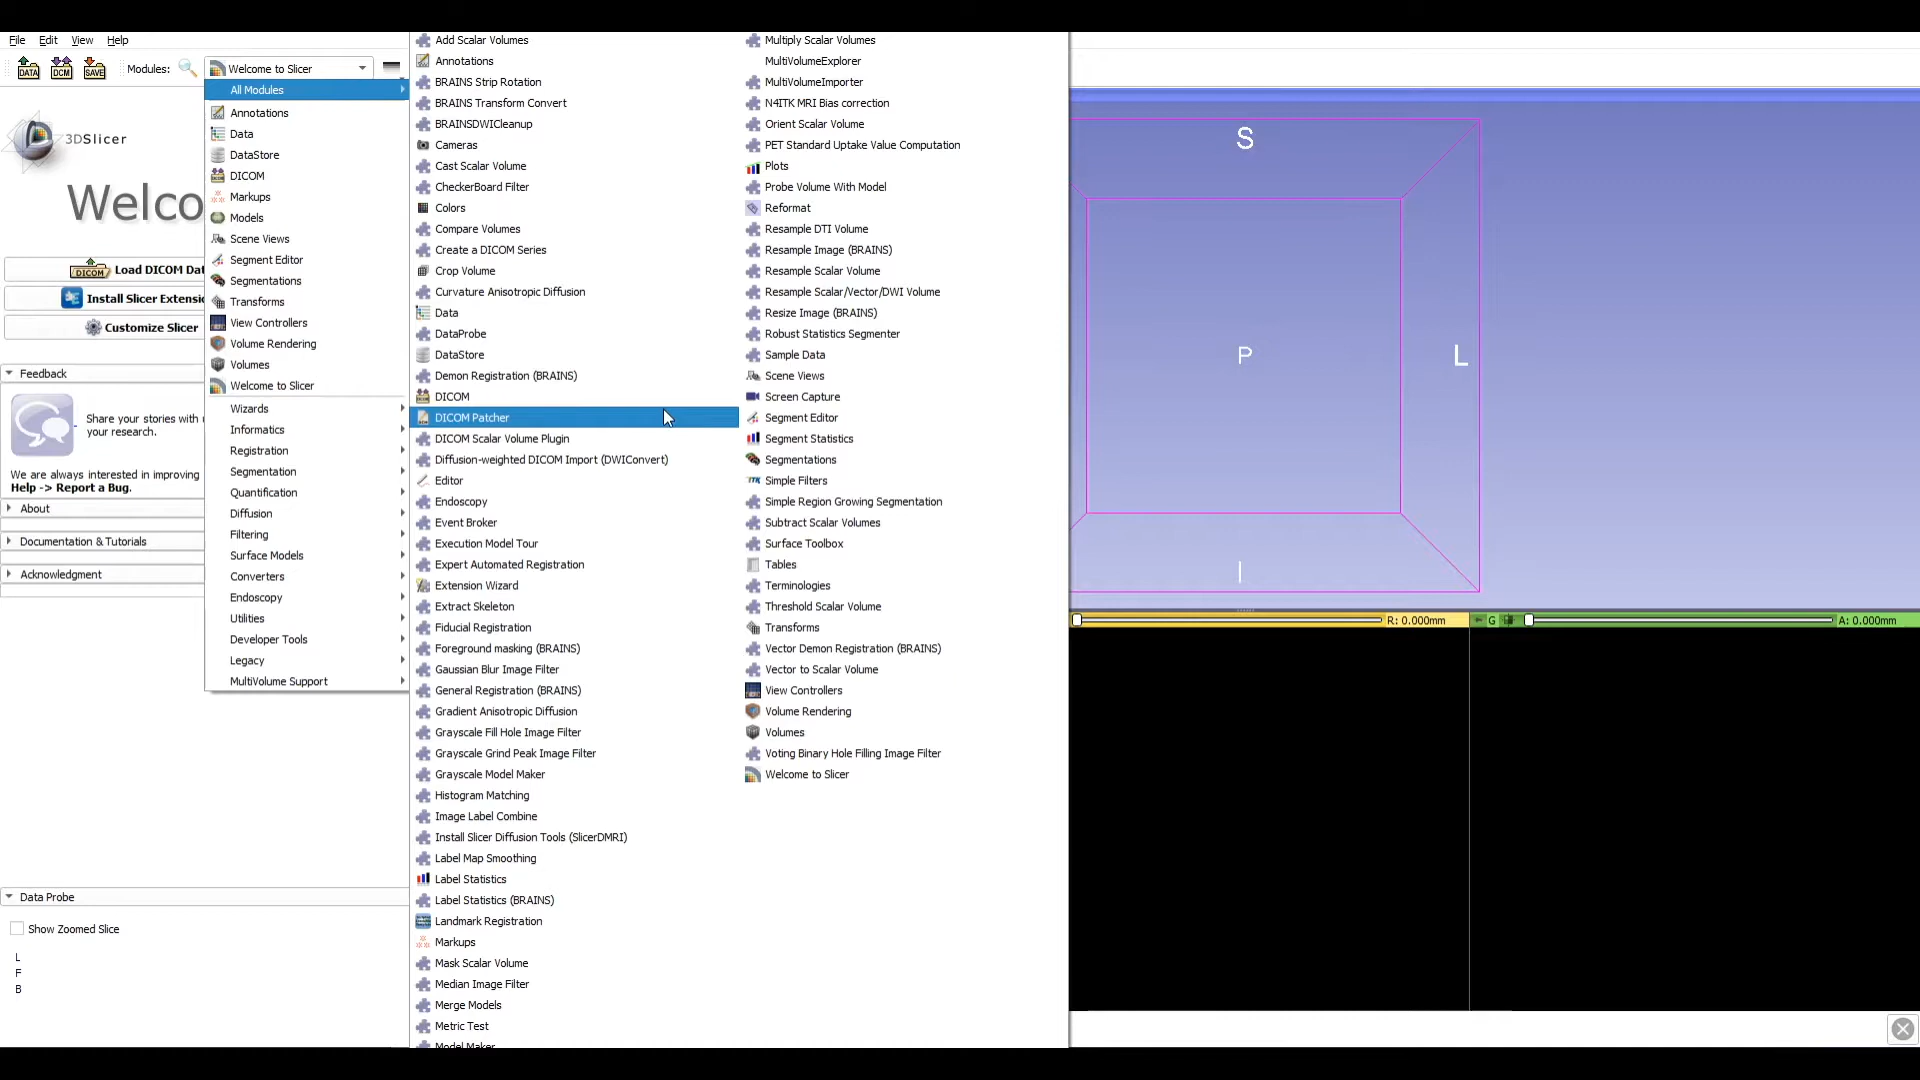 File Edit View Help
DATA DCM SAVE Modules: Welcome to Slicer
3DSlicer
Welco
DICOM Load DICOM Dat
Install Slicer Extensio
Customize Slicer
Feedback
Share your stories with
your research.
We are always interested in improving
Help -> Report a Bug.
About
Documentation & Tutorials
Acknowledgment
Data Probe
Show Zoomed Slice
L
F
B
All Modules
Annotations
Data
DataStore
DICOM
Markups
Models
Scene Views
Segment Editor
Segmentations
Transforms
View Controllers
Volume Rendering
Volumes
Welcome to Slicer
Wizards
Informatics
Registration
Segmentation
Quantification
Diffusion
Filtering
Surface Models
Converters
Endoscopy
Utilities
Developer Tools
Legacy
MultiVolume Support
Add Scalar Volumes
Annotations
BRAINS Strip Rotation
BRAINS Transform Convert
BRAINSDWICleanup
Cameras
Cast Scalar Volume
CheckerBoard Filter
Colors
Compare Volumes
Create a DICOM Series
Crop Volume
Curvature Anisotropic Diffusion
Data
DataProbe
DataStore
Demon Registration (BRAINS)
DICOM
DICOM Patcher
DICOM Scalar Volume Plugin
Diffusion-weighted DICOM Import (DWIConvert)
Editor
Endoscopy
Event Broker
Execution Model Tour
Expert Automated Registration
Extension Wizard
Extract Skeleton
Fiducial Registration
Foreground masking (BRAINS)
Gaussian Blur Image Filter
General Registration (BRAINS)
Gradient Anisotropic Diffusion
Grayscale Fill Hole Image Filter
Grayscale Grind Peak Image Filter
Grayscale Model Maker
Histogram Matching
Image Label Combine
Install Slicer Diffusion Tools (SlicerDMRI)
Label Map Smoothing
Label Statistics
Label Statistics (BRAINS)
Landmark Registration
Markups
Mask Scalar Volume
Median Image Filter
Merge Models
Metric Test
Model Maker
Multiply Scalar Volumes
MultiVolumeExplorer
MultiVolumeImporter
N4ITK MRI Bias correction
Orient Scalar Volume
PET Standard Uptake Value Computation
Plots
Probe Volume With Model
Reformat
Resample DTI Volume
Resample Image (BRAINS)
Resample Scalar Volume
Resample Scalar/Vector/DWI Volume
Resize Image (BRAINS)
Robust Statistics Segmenter
Sample Data
Scene Views
Screen Capture
Segment Editor
Segment Statistics
Segmentations
Simple Filters
Simple Region Growing Segmentation
Subtract Scalar Volumes
Surface Toolbox
Tables
Terminologies
Threshold Scalar Volume
Transforms
Vector Demon Registration (BRAINS)
Vector to Scalar Volume
View Controllers
Volume Rendering
Volumes
Voting Binary Hole Filling Image Filter
Welcome to Slicer
S
P
L
I
R: 0.000mm G A: 0.000mm